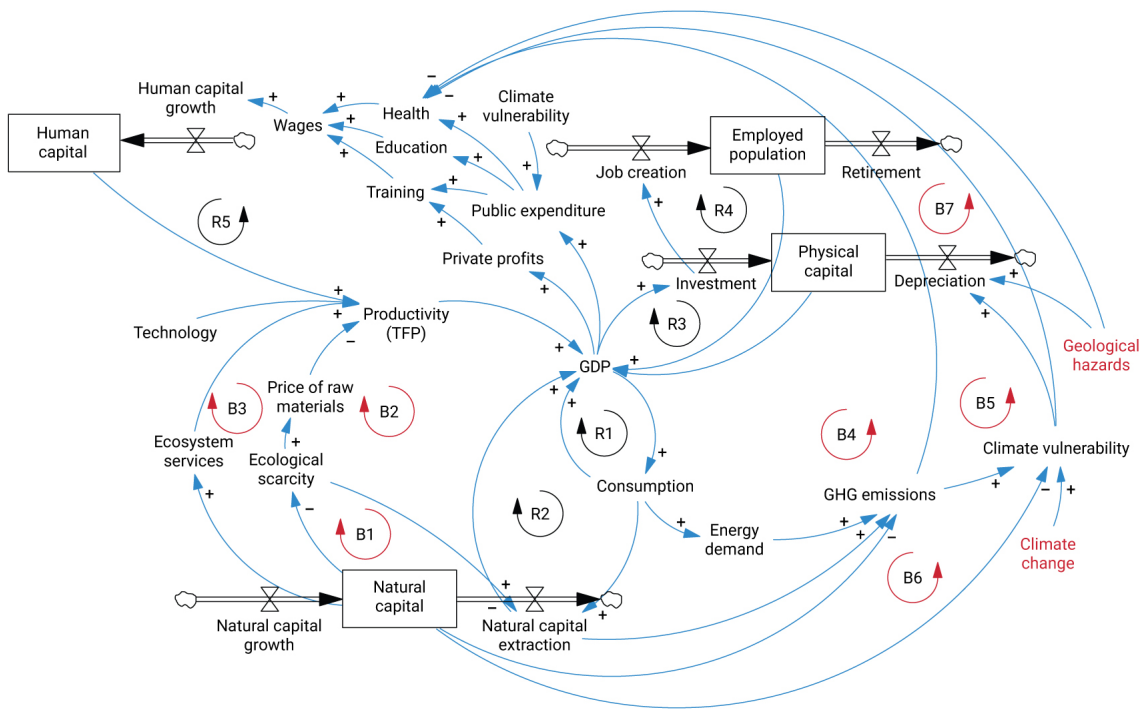 Human capital
growth
Health
Climate
vulnerability
Wages
Human
capital
Education
Employed
population
Job creation
Retirement
Training
Public expenditure
R5
R4
B7
Private profits
Physical
capital
Investment
Depreciation
Technology
Productivity
(TFP)
R3
Geological
hazards
GDP
Price of raw
materials
B3
B2
B5
R1
B4
Ecosystem
services
Ecological
scarcity
Climate vulnerability
Consumption
GHG emissions
R2
B1
Energy
demand
Climate
change
B6
Natural
capital
Natural capital
growth
Natural capital
extraction